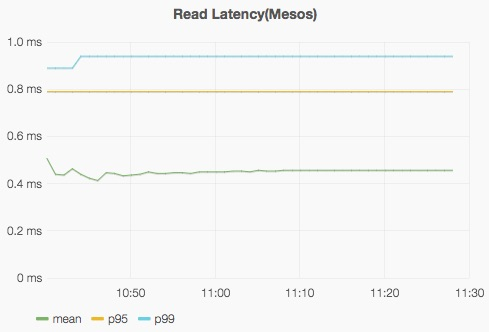 Read Latency(Mesos)
1.0 ms
0.8 ms
0.6 ms
0.4 ms
0.2 ms
0 ms
10:50 11:00 11:10 11:20 11:30
mean p95 p99